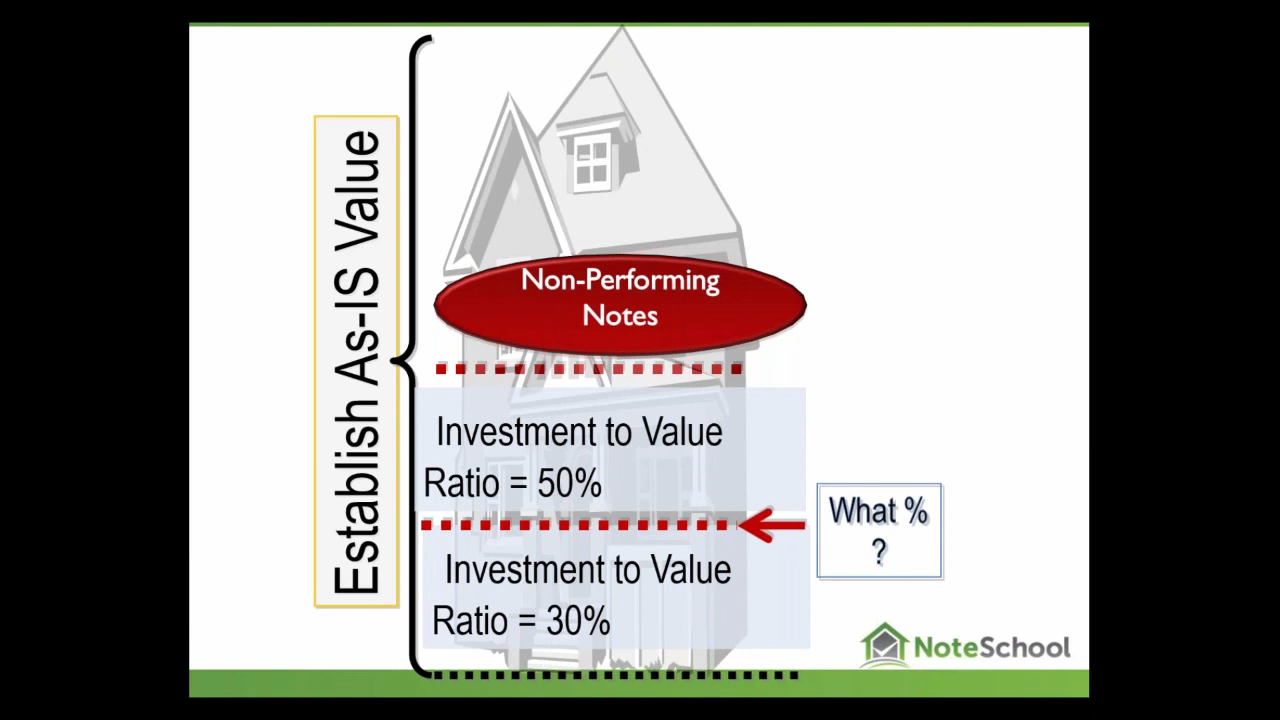 Establish As-IS Value
Non-Performing
Notes
Investment to Value
Ratio = 50%
What %
?
Investment to Value
Ratio = 30%
NoteSchool